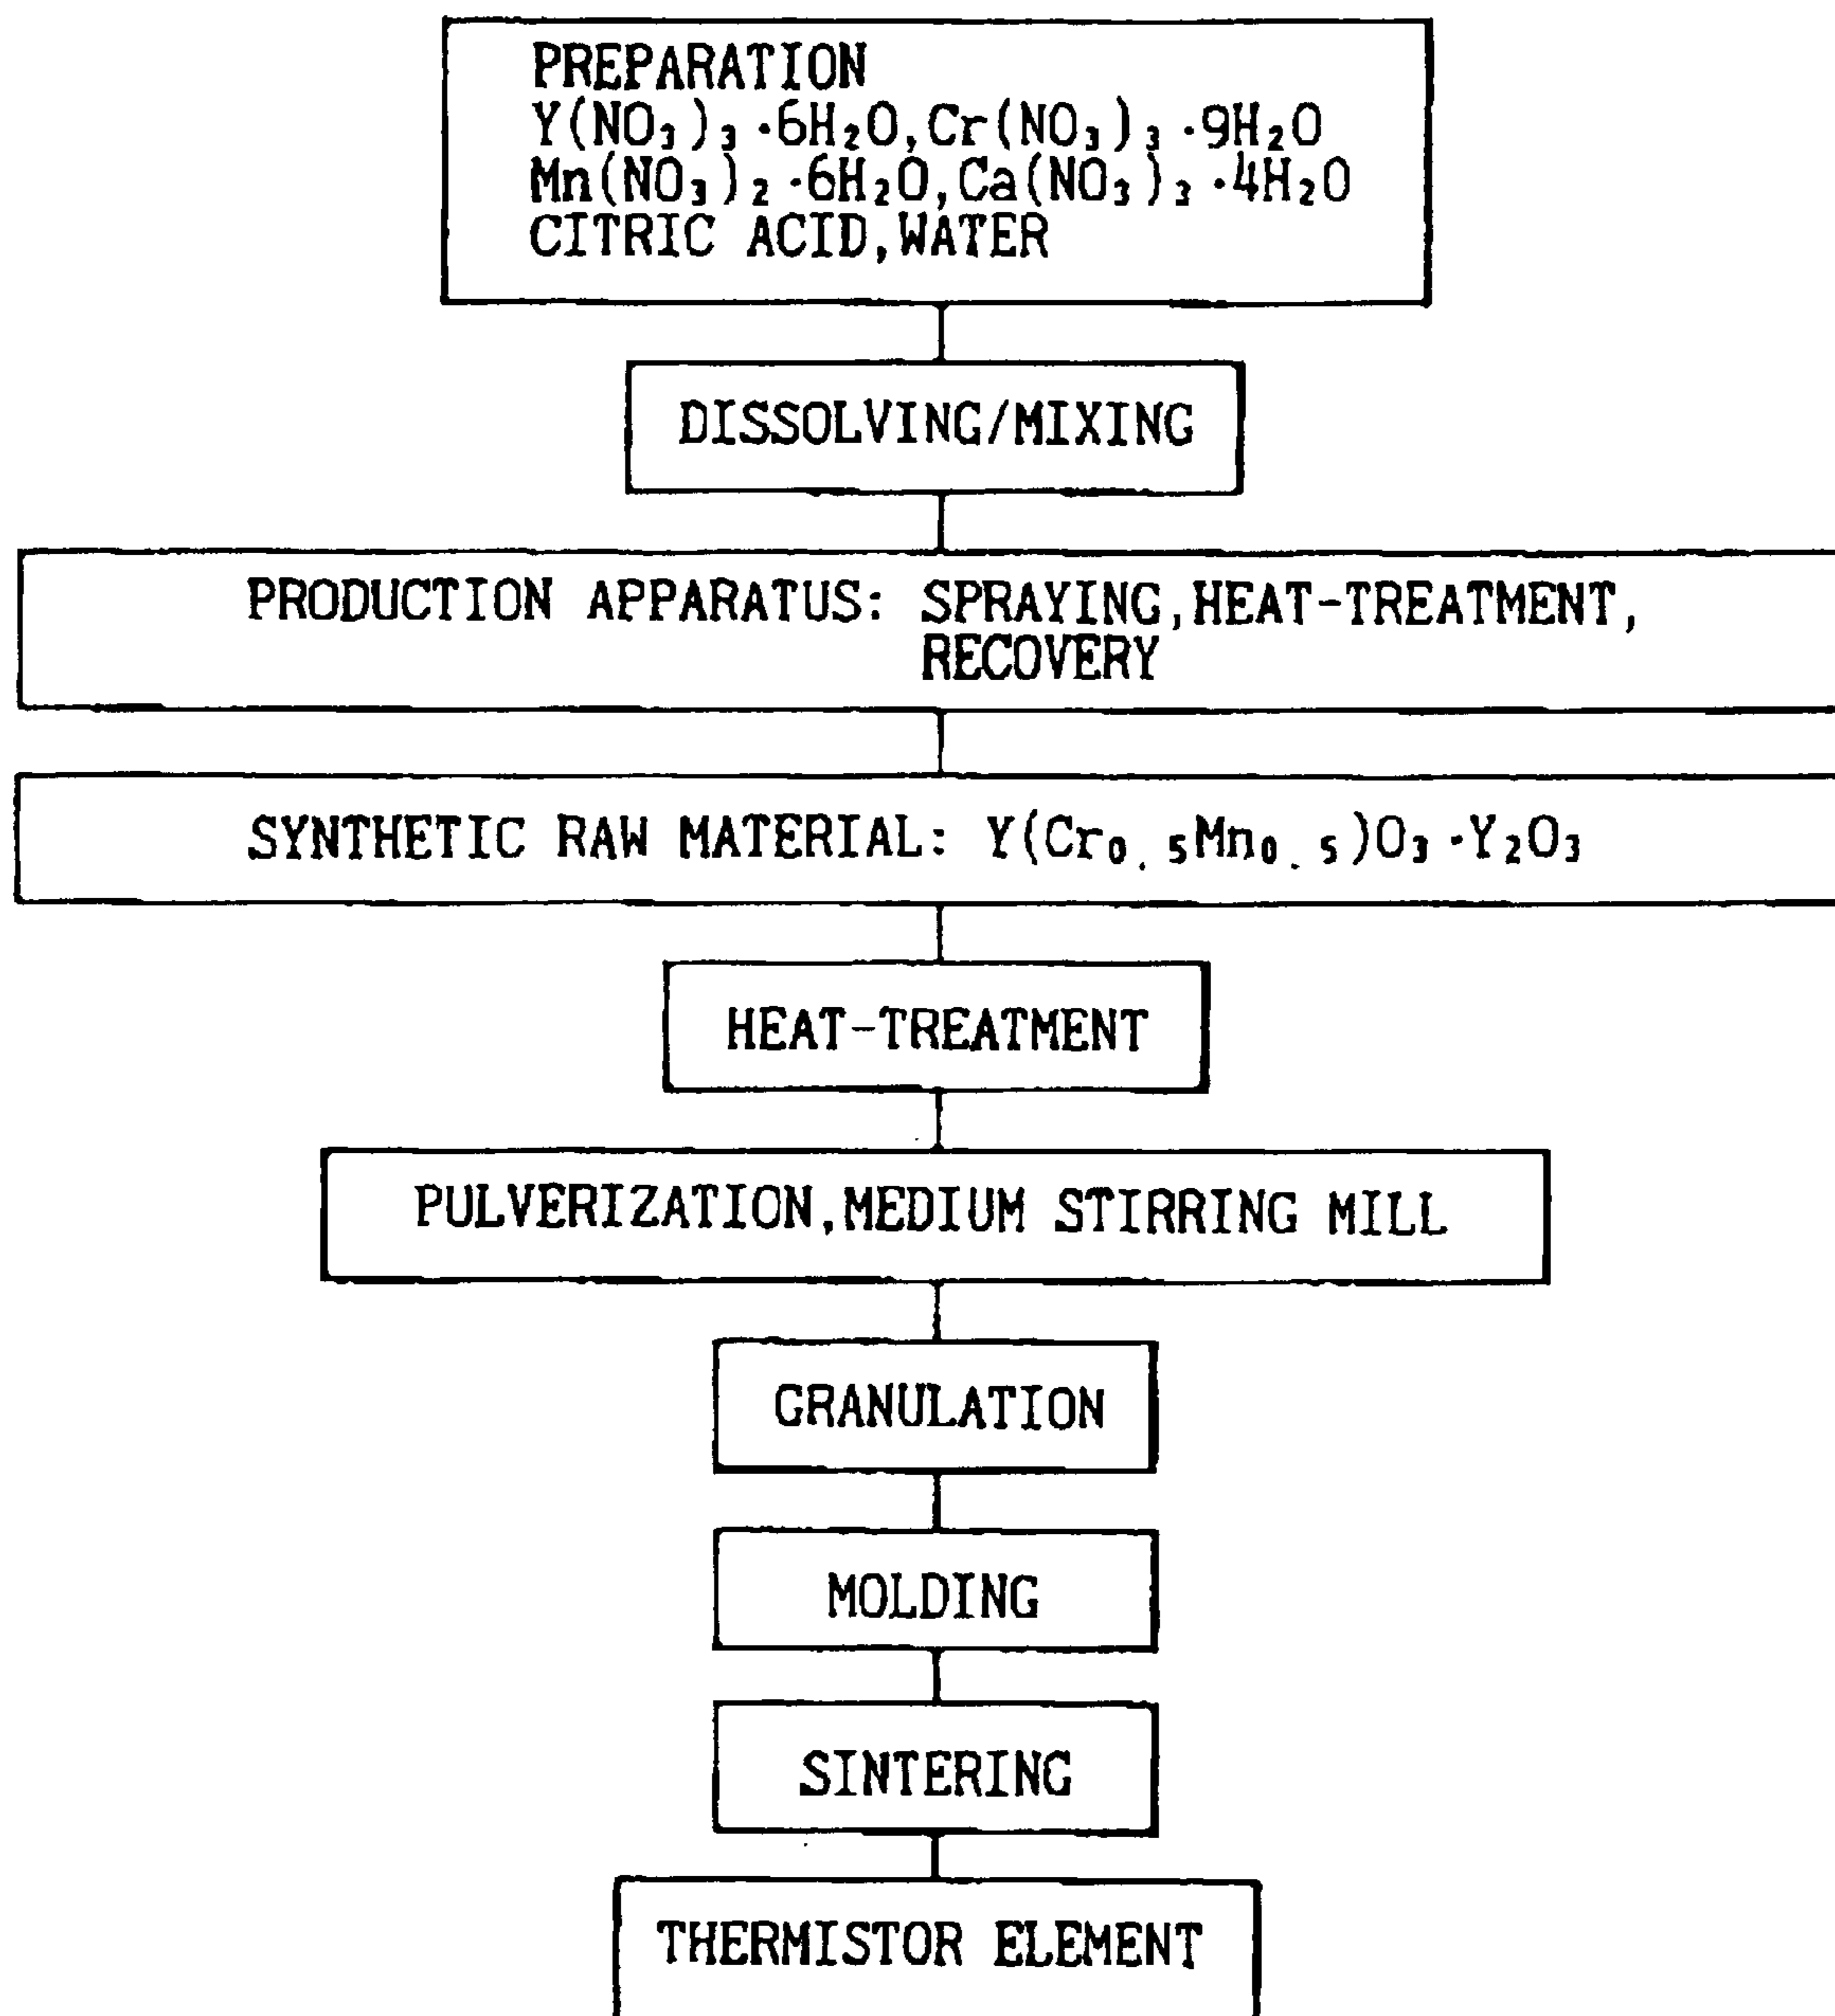 PREPARATION
Y(NO₃)₃·6H₂O,Cr(NO₃)₃·9H₂O
Mn(NO₃)₂·6H₂O,Ca(NO₃)₃·4H₂O
CITRIC ACID,WATER
DISSOLVING/MIXING
PRODUCTION APPARATUS: SPRAYING,HEAT-TREATMENT,
RECOVERY
SYNTHETIC RAW MATERIAL: Y(Cr₀.₅Mn₀.₅)O₃·Y₂O₃
HEAT-TREATMENT
PULVERIZATION,MEDIUM STIRRING MILL
GRANULATION
MOLDING
SINTERING
THERMISTOR ELEMENT